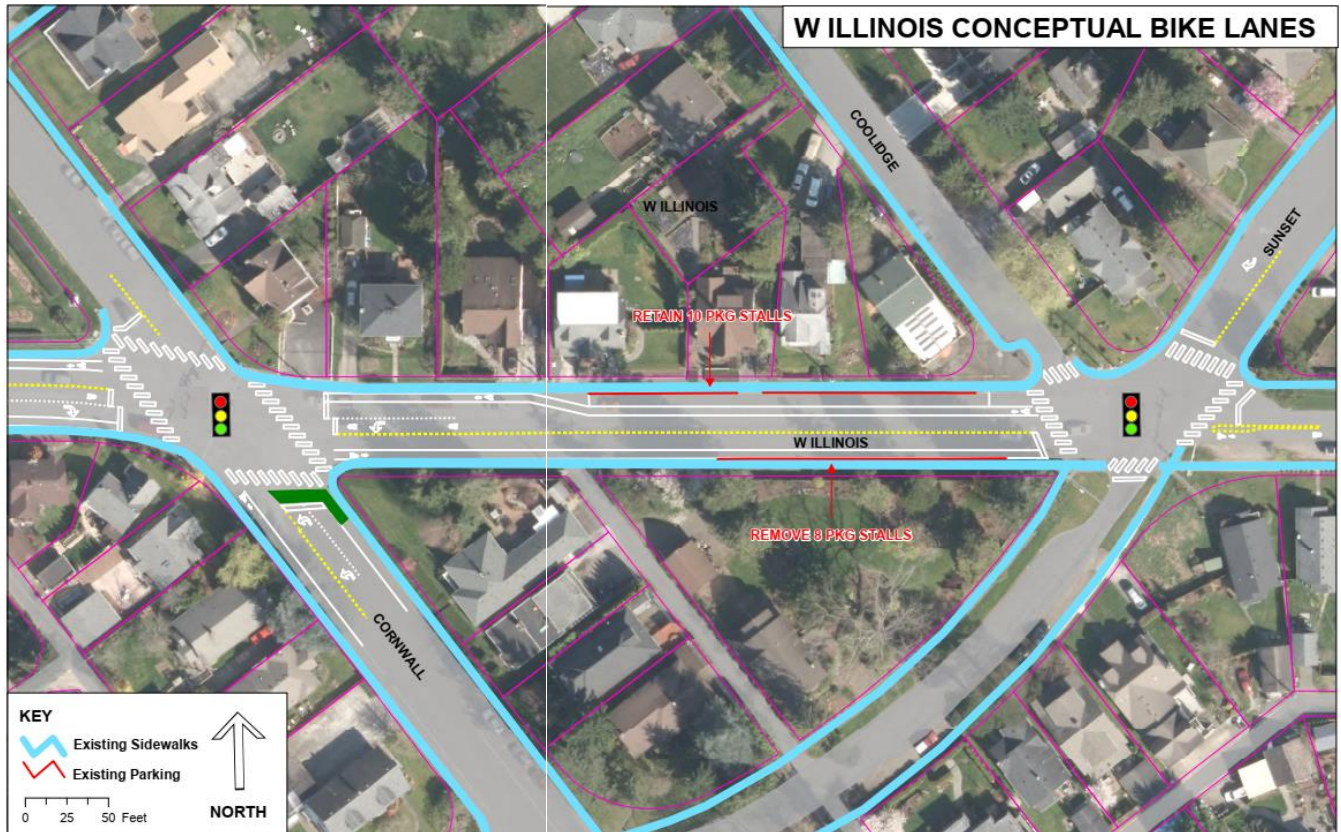 W ILLINOIS CONCEPTUAL BIKE LANES
COOLIDGE
SUNSET
W ILLINOIS
RETAIN 10 PKG STALLS
W ILLINOIS
REMOVE 8 PKG STALLS
CORNWALL
KEY
Existing Sidewalks
Existing Parking
0 25 50 Feet
NORTH